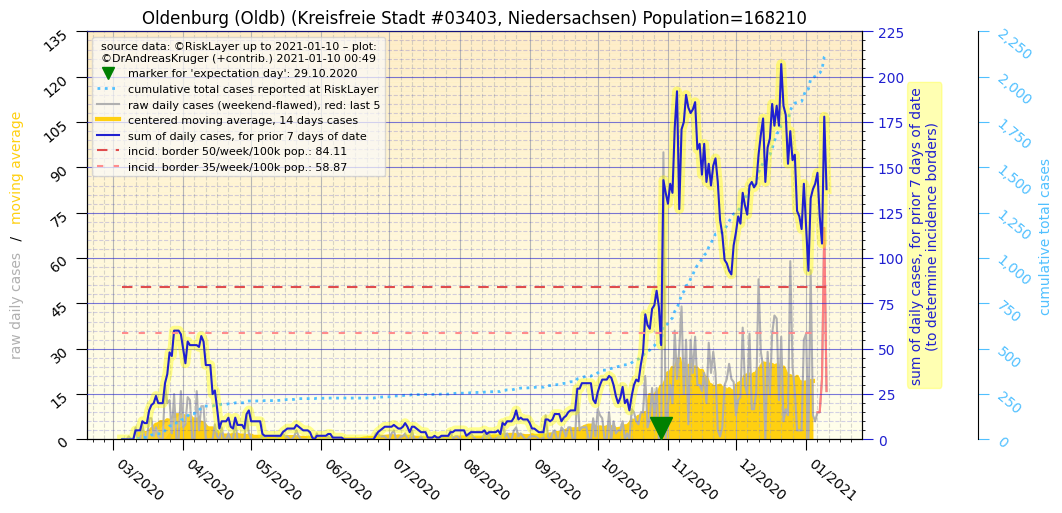 Oldenburg (Oldb) (Kreisfreie Stadt #03403, Niedersachsen) Population=168210
source data: ©RiskLayer up to 2021-01-10 – plot:
©DrAndreasKruger (+contrib.) 2021-01-10 00:49
marker for 'expectation day': 29.10.2020
cumulative total cases reported at RiskLayer
raw daily cases (weekend-flawed), red: last 5
centered moving average, 14 days cases
sum of daily cases, for prior 7 days of date
incid. border 50/week/100k pop.: 84.11
incid. border 35/week/100k pop.: 58.87
raw daily cases / moving average
135
120
105
90
75
60
45
30
15
0
03/2020
04/2020
05/2020
06/2020
07/2020
08/2020
09/2020
10/2020
11/2020
12/2020
01/2021
225
200
175
150
125
100
75
50
25
0
sum of daily cases, for prior 7 days of date
(to determine incidence borders)
2,250
2,000
1,750
1,500
1,250
1,000
750
500
250
0
cumulative total cases